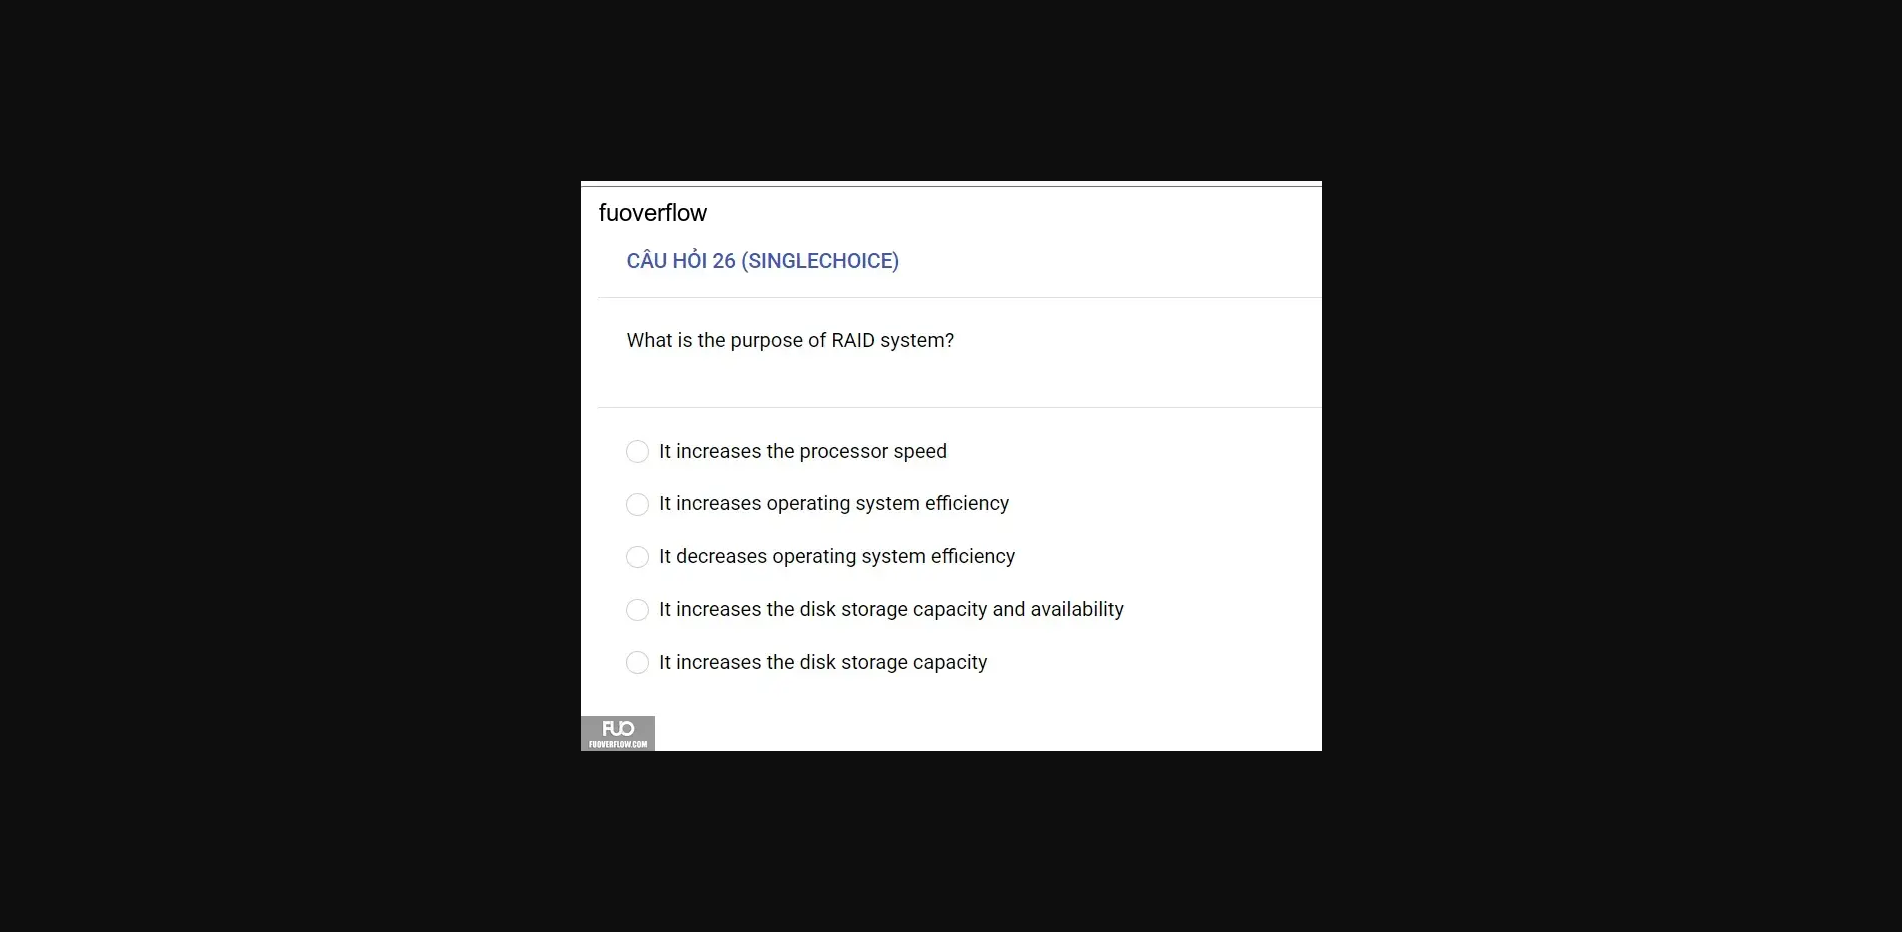 fuoverflow
CÂU HỎI 26 (SINGLECHOICE)
What is the purpose of RAID system?
It increases the processor speed
It increases operating system efficiency
It decreases operating system efficiency
It increases the disk storage capacity and availability
It increases the disk storage capacity
FUO
FUOVERFLOW.COM